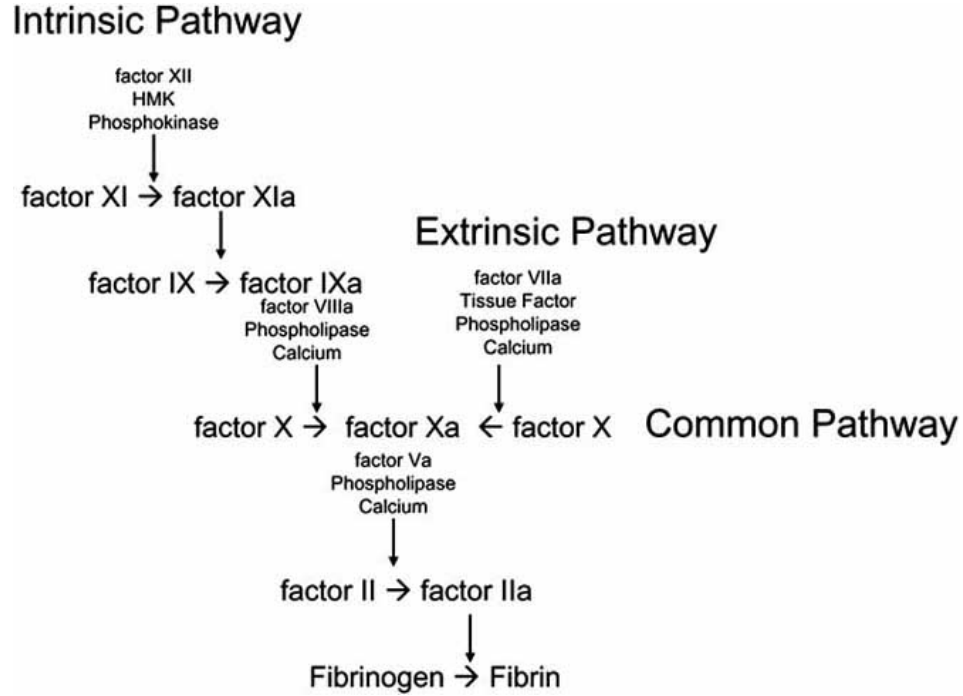 Intrinsic Pathway
factor XII
HMK
Phosphokinase
factor XI → factor XIa
Extrinsic Pathway
factor IX → factor IXa
factor VIIIa
Phospholipase
Calcium
factor VIIa
Tissue Factor
Phospholipase
Calcium
factor X → factor Xa ← factor X
Common Pathway
factor Va
Phospholipase
Calcium
factor II → factor IIa
Fibrinogen → Fibrin